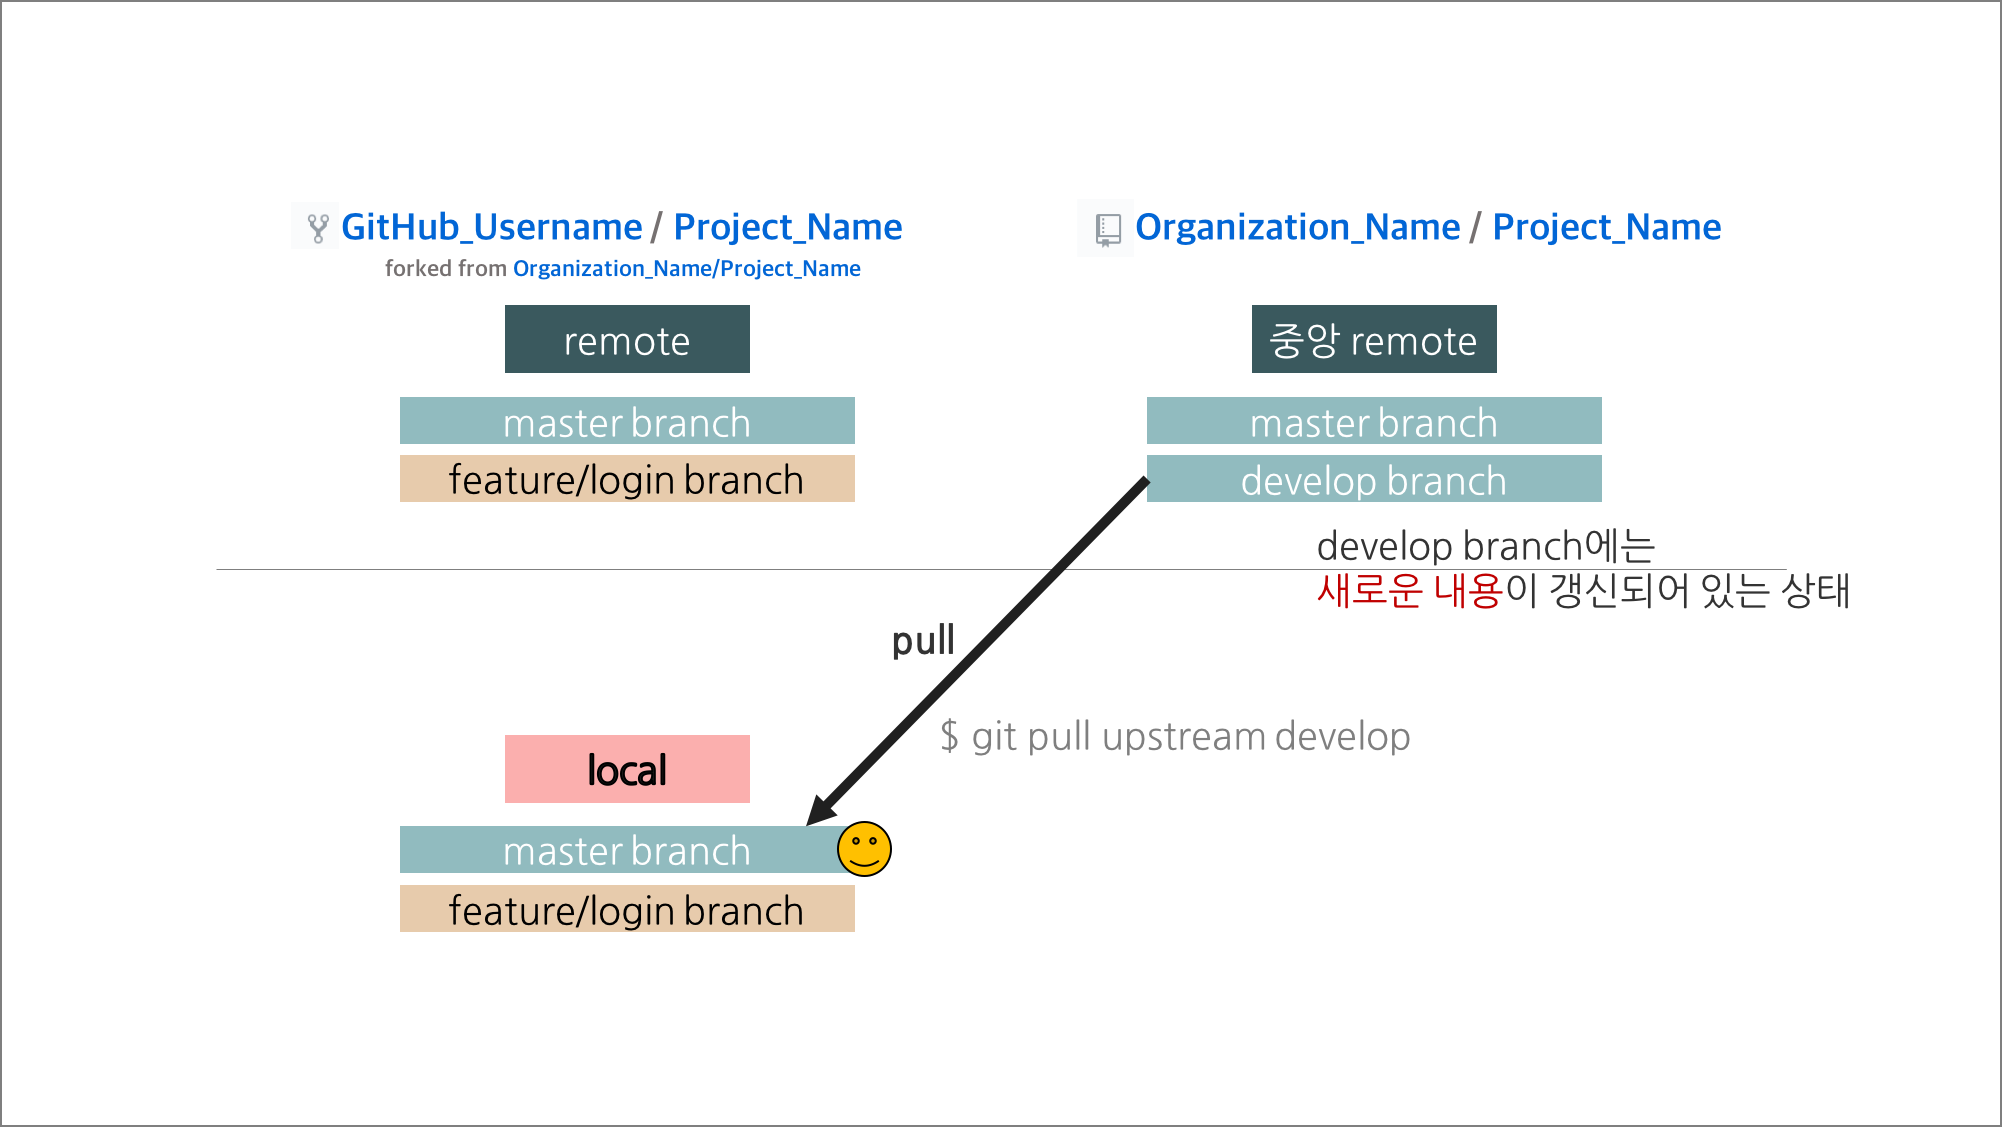 GitHub_Username / Project_Name
forked from Organization_Name/Project_Name
remote
master branch
feature/login branch
Organization_Name / Project_Name
중앙 remote
master branch
develop branch
develop branch에는
새로운 내용이 갱신되어 있는 상태
pull
$ git pull upstream develop
local
master branch
feature/login branch